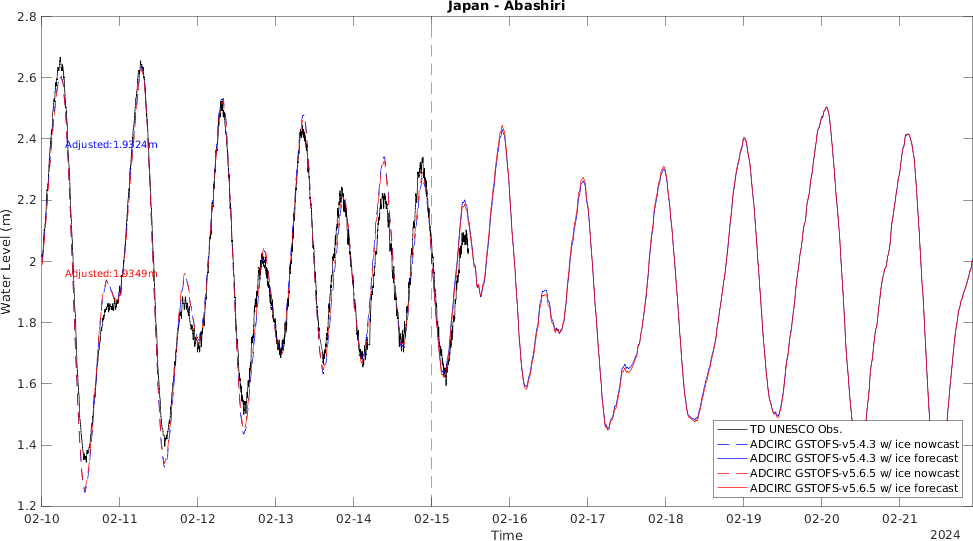 Japan - Abashiri
Water Level (m)
2.8
2.6
2.4
2.2
2
1.8
1.6
1.4
1.2
Adjusted:1.9324m
Adjusted:1.9349m
TD UNESCO Obs.
ADCIRC GSTOFS-v5.4.3 w/ ice nowcast
ADCIRC GSTOFS-v5.4.3 w/ ice forecast
ADCIRC GSTOFS-v5.6.5 w/ ice nowcast
ADCIRC GSTOFS-v5.6.5 w/ ice forecast
02-10 02-11 02-12 02-13 02-14 02-15 02-16 02-17 02-18 02-19 02-20 02-21
Time
2024